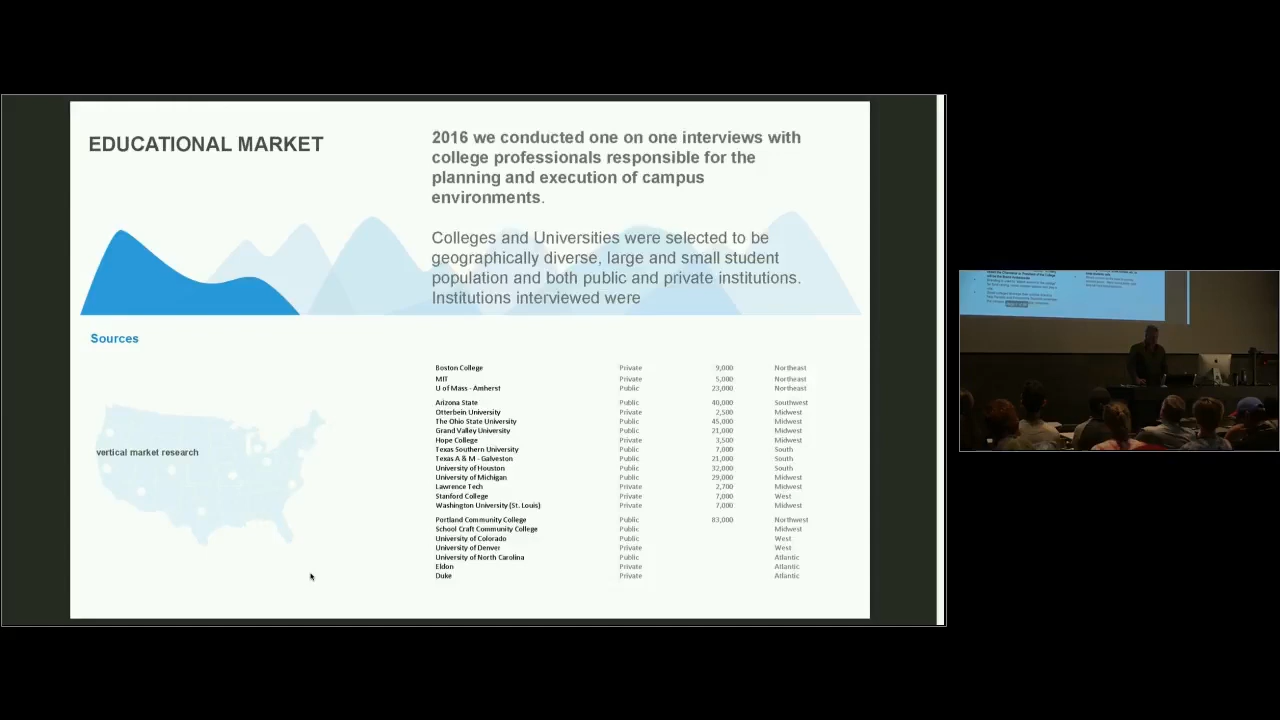 EDUCATIONAL MARKET
2016 we conducted one on one interviews with
college professionals responsible for the
planning and execution of campus
environments.
Colleges and Universities were selected to be
geographically diverse, large and small student
population and both public and private institutions.
Institutions interviewed were
Sources
vertical market research
Boston College Private 9,000 Northeast
MIT Private 5,000 Northeast
U of Mass - Amherst Public 23,000 Northeast
Arizona State Public 40,000 Southwest
Otterbein University Private 2,500 Midwest
The Ohio State University Public 45,000 Midwest
Grand Valley University Public 21,000 Midwest
Hope College Private 3,500 Midwest
Texas Southern University Public 7,000 South
Texas A & M - Galveston Public 21,000 South
University of Houston Public 32,000 South
University of Michigan Public 29,000 Midwest
Lawrence Tech Private 2,700 Midwest
Stanford College Private 7,000 West
Washington University (St. Louis) Private 7,000 Midwest
Portland Community College Public 83,000 Northwest
School Craft Community College Public Midwest
University of Colorado Public West
University of Denver Private West
University of North Carolina Public Atlantic
Eldon Private Atlantic
Duke Private Atlantic